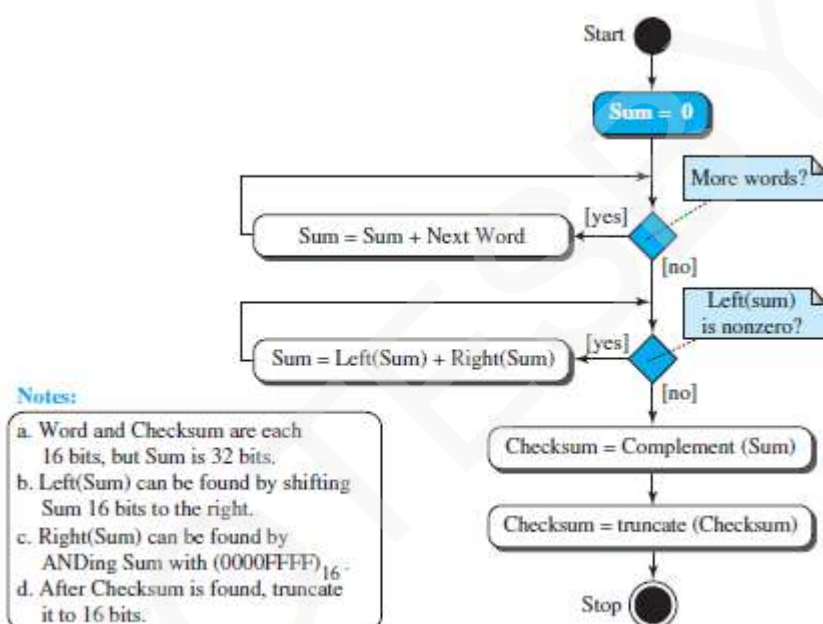 Start
Sum = 0
More words?
[yes]
Sum = Sum + Next Word
[no]
Left(sum)
is nonzero?
[yes]
Sum = Left(Sum) + Right(Sum)
[no]
Notes:
a. Word and Checksum are each
16 bits, but Sum is 32 bits.
b. Left(Sum) can be found by shifting
Sum 16 bits to the right.
c. Right(Sum) can be found by
ANDing Sum with (0000FFFF)16.
d. After Checksum is found, truncate
it to 16 bits.
Checksum = Complement (Sum)
Checksum = truncate (Checksum)
Stop